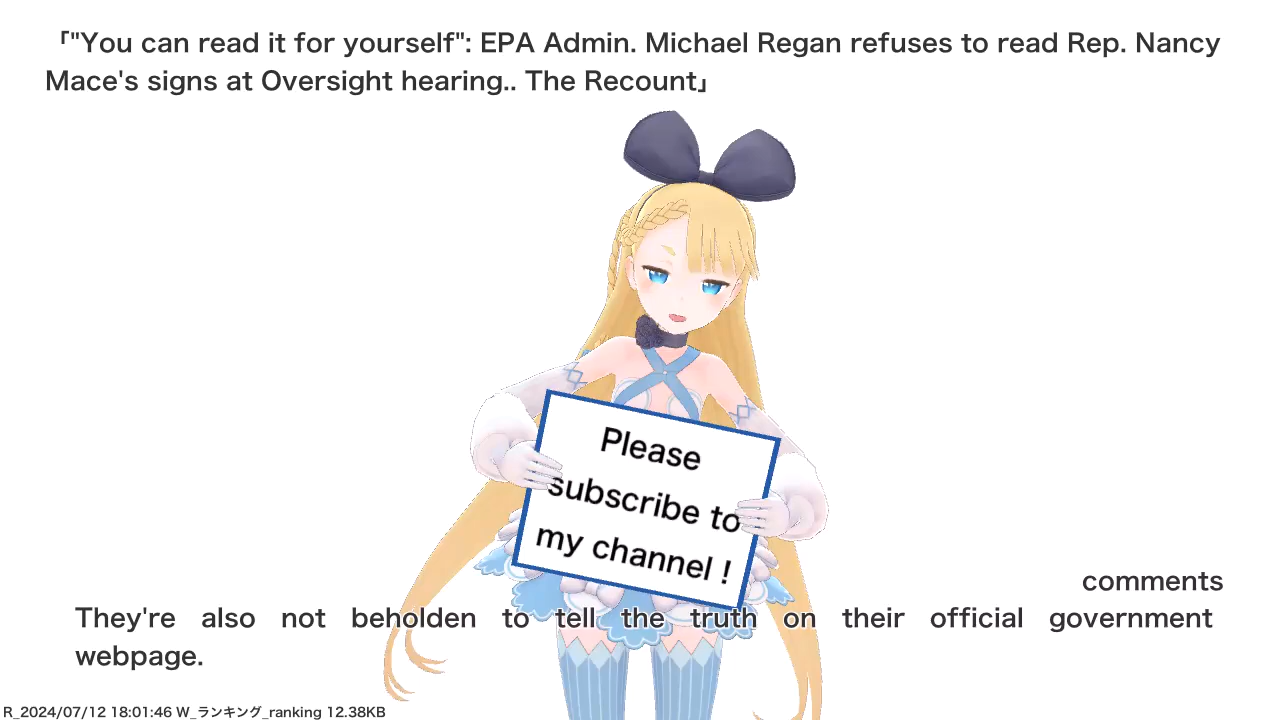 「"You can read it for yourself": EPA Admin. Michael Regan refuses to read Rep. Nancy
Mace's signs at Oversight hearing.. The Recount」
Please
subscribe to
my channel !
comments
They're also not beholden to tell the truth on their official government
webpage.
R_2024/07/12 18:01:46 W_ランキング_ranking 12.38KB